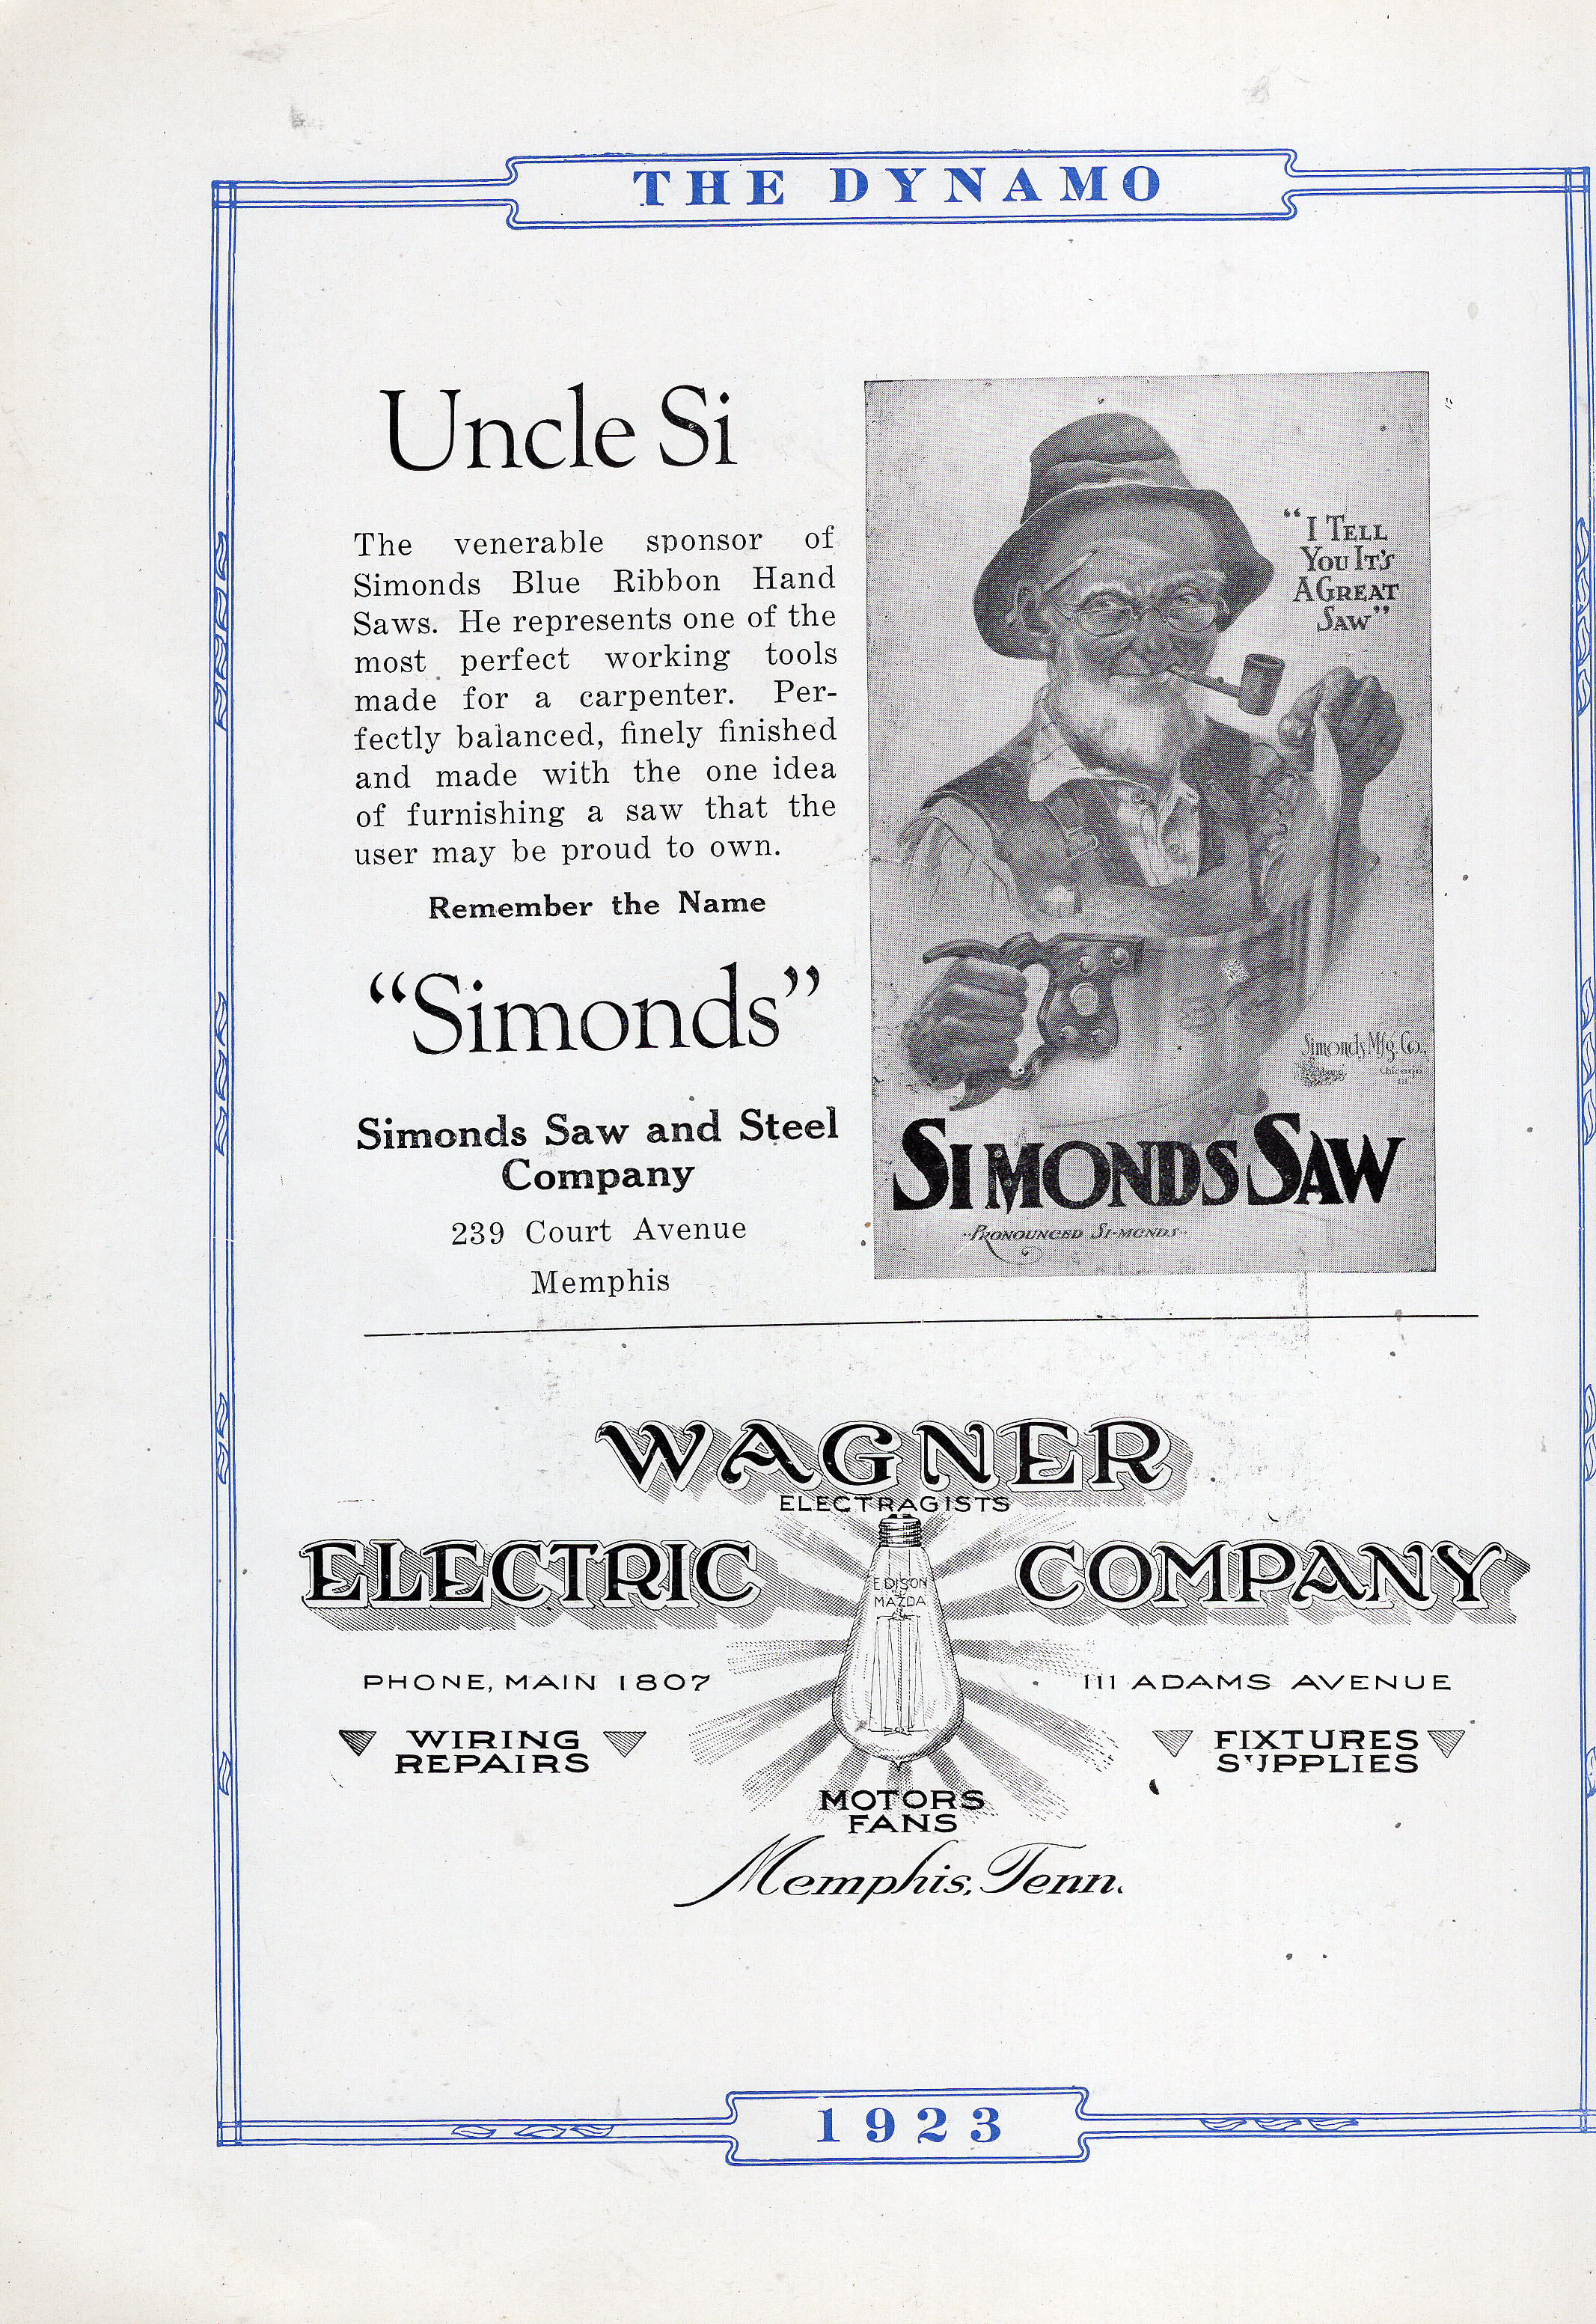 THE DYNAMO
Uncle Si
The venerable sponsor of
Simonds Blue Ribbon Hand
Saws. He represents one of the
most perfect working tools
made for a carpenter. Per-
fectly balanced, finely finished
and made with the one idea
of furnishing a saw that the
user may be proud to own.
Remember the Name
“Simonds”
Simonds Saw and Steel
Company
239 Court Avenue
Memphis
“I TELL
YOU IT'S
A GREAT
SAW”
Simonds Mfg. Co.,
Chicago
Ill.
SIMONDS SAW
PRONOUNCED SI-MONDS
WAGNER
ELECTRAGISTS
ELECTRIC COMPANY
EDISON
MAZDA
PHONE, MAIN 1807
111 ADAMS AVENUE
WIRING
REPAIRS
FIXTURES
SUPPLIES
MOTORS
FANS
Memphis, Tenn.
1923